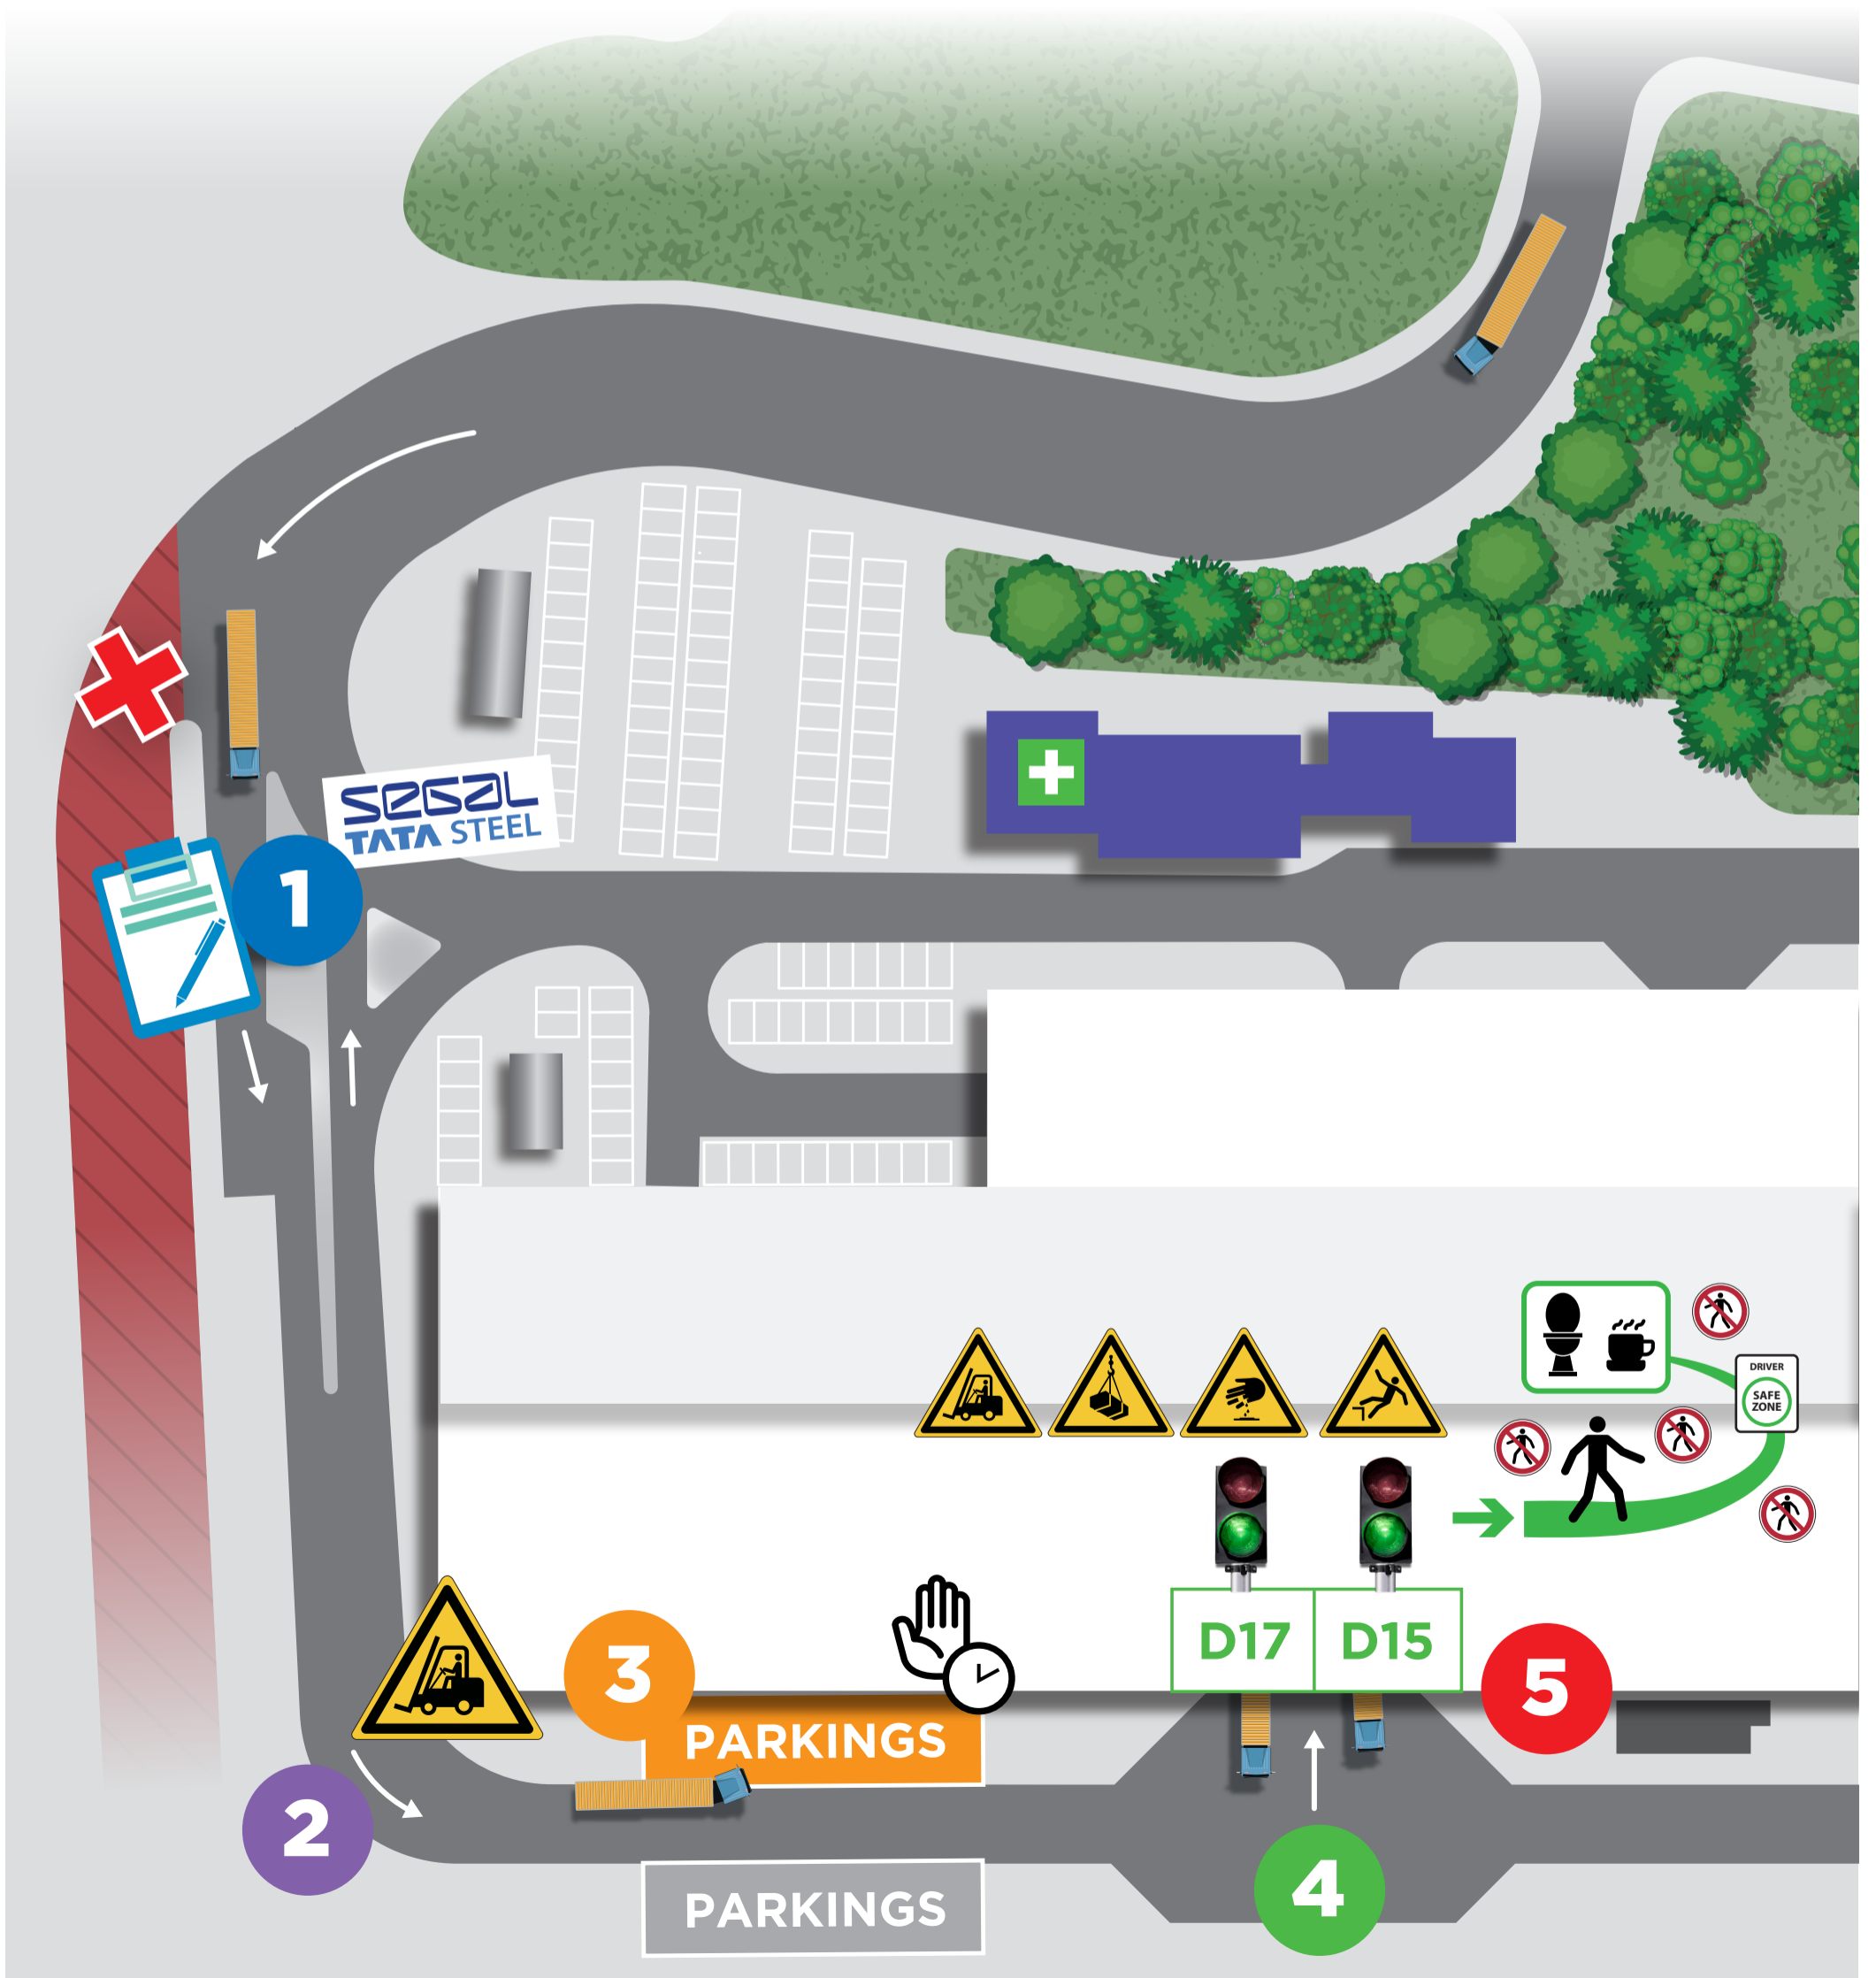 SEGAL
TATA STEEL
1
DRIVER
SAFE
ZONE
D17
D15
3
5
PARKINGS
2
4
PARKINGS